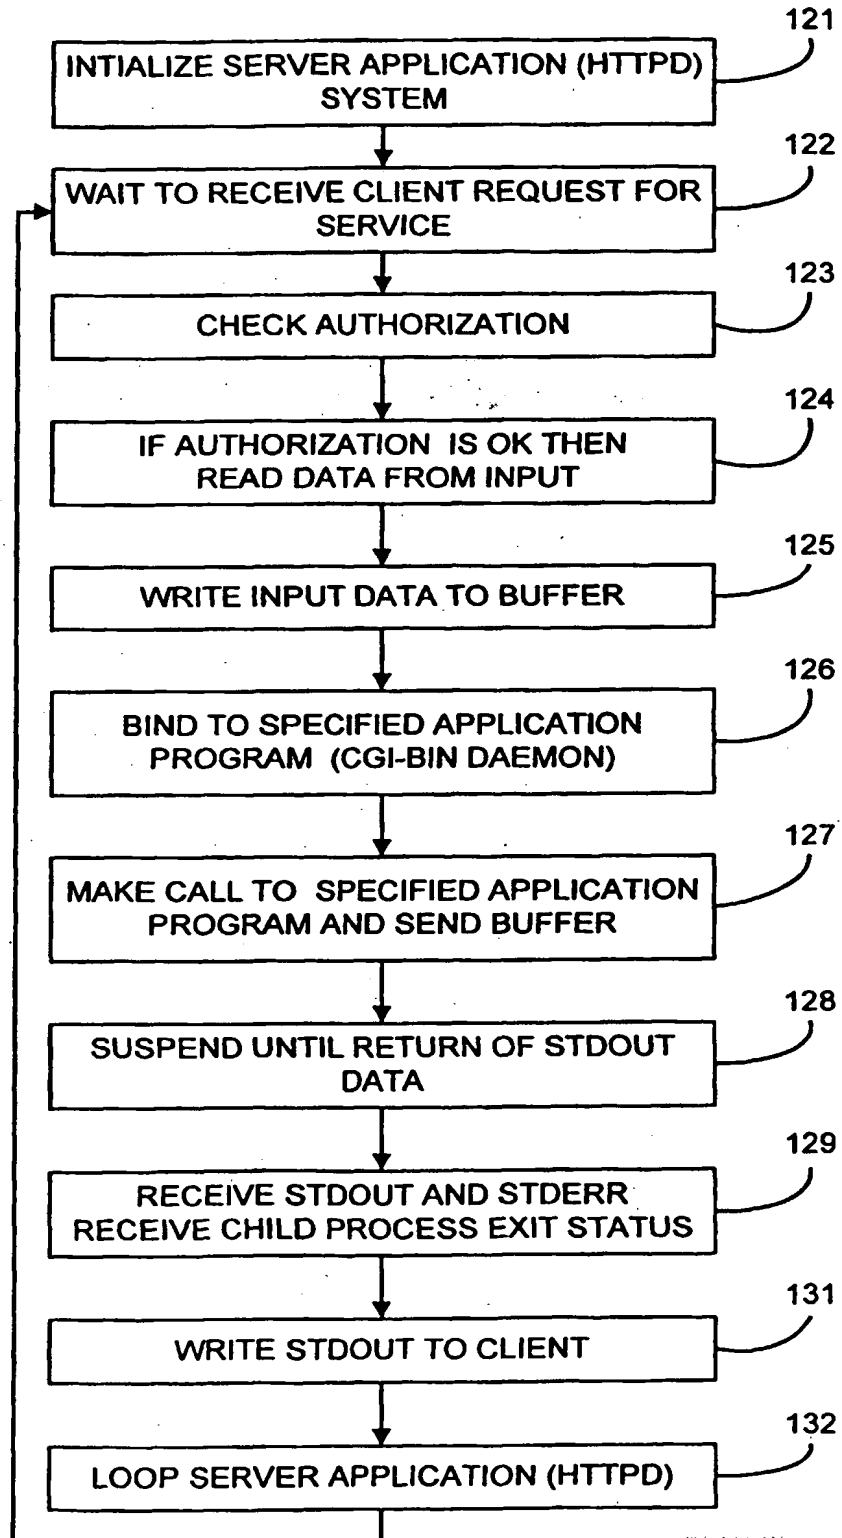 121
INTIALIZE SERVER APPLICATION (HTTPD)
SYSTEM
122
WAIT TO RECEIVE CLIENT REQUEST FOR
SERVICE
123
CHECK AUTHORIZATION
124
IF AUTHORIZATION IS OK THEN
READ DATA FROM INPUT
125
WRITE INPUT DATA TO BUFFER
126
BIND TO SPECIFIED APPLICATION
PROGRAM (CGI-BIN DAEMON)
127
MAKE CALL TO SPECIFIED APPLICATION
PROGRAM AND SEND BUFFER
128
SUSPEND UNTIL RETURN OF STDOUT
DATA
129
RECEIVE STDOUT AND STDERR
RECEIVE CHILD PROCESS EXIT STATUS
131
WRITE STDOUT TO CLIENT
132
LOOP SERVER APPLICATION (HTTPD)